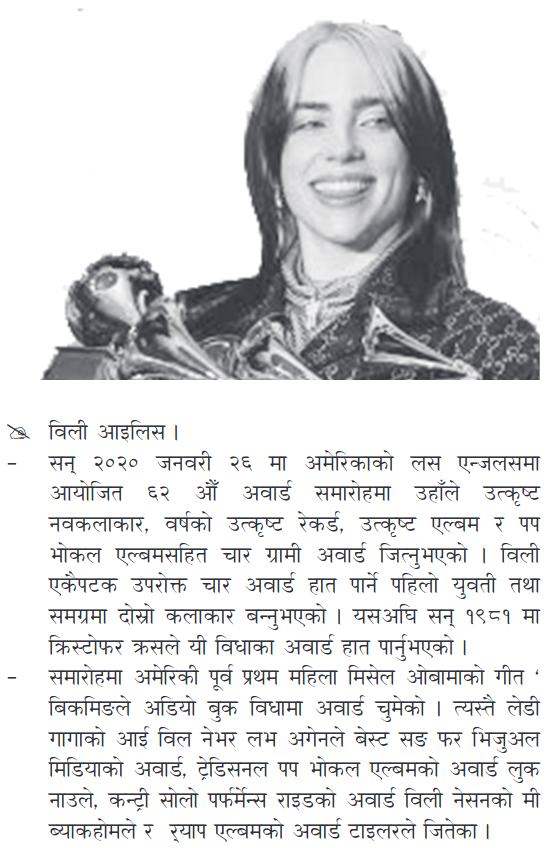 ✍ विली आइलिस ।
- सन् २०२० जनवरी २६ मा अमेरिकाको लस एन्जलसमा
आयोजित ६२ औँ अवार्ड समारोहमा उहाँले उत्कृष्ट
नवकलाकार, वर्षको उत्कृष्ट रेकर्ड, उत्कृष्ट एल्बम र पप
भोकल एल्बमसहित चार ग्रामी अवार्ड जित्नुभएको । विली
एकैपटक उपरोक्त चार अवार्ड हात पार्ने पहिलो युवती तथा
समग्रमा दोस्रो कलाकार बन्नुभएको । यसअघि सन् १९८१ मा
क्रिस्टोफर क्रसले यी विधाका अवार्ड हात पार्नुभएको ।
- समारोहमा अमेरिकी पूर्व प्रथम महिला मिसेल ओबामाको गीत ‘
बिकमिङले अडियो बुक विधामा अवार्ड चुमेको । त्यस्तै लेडी
गागाको आई विल नेभर लभ अगेनले बेस्ट सङ फर भिजुअल
मिडियाको अवार्ड, ट्रेडिसनल पप भोकल एल्बमको अवार्ड लुक
नाउले, कन्ट्री सोलो पर्फर्मेन्स राइडको अवार्ड विली नेसनको मी
ब्याकहोमले र र्‍याप एल्बमको अवार्ड टाइलरले जितेका ।